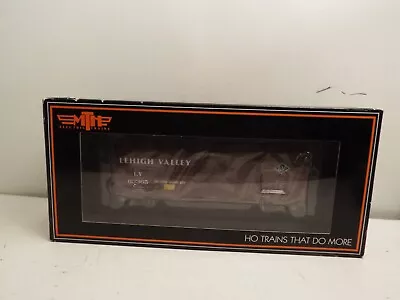 MTH
ELECTRIC TRAINS
LEHIGH VALLEY
LV
HO TRAINS THAT DO MORE